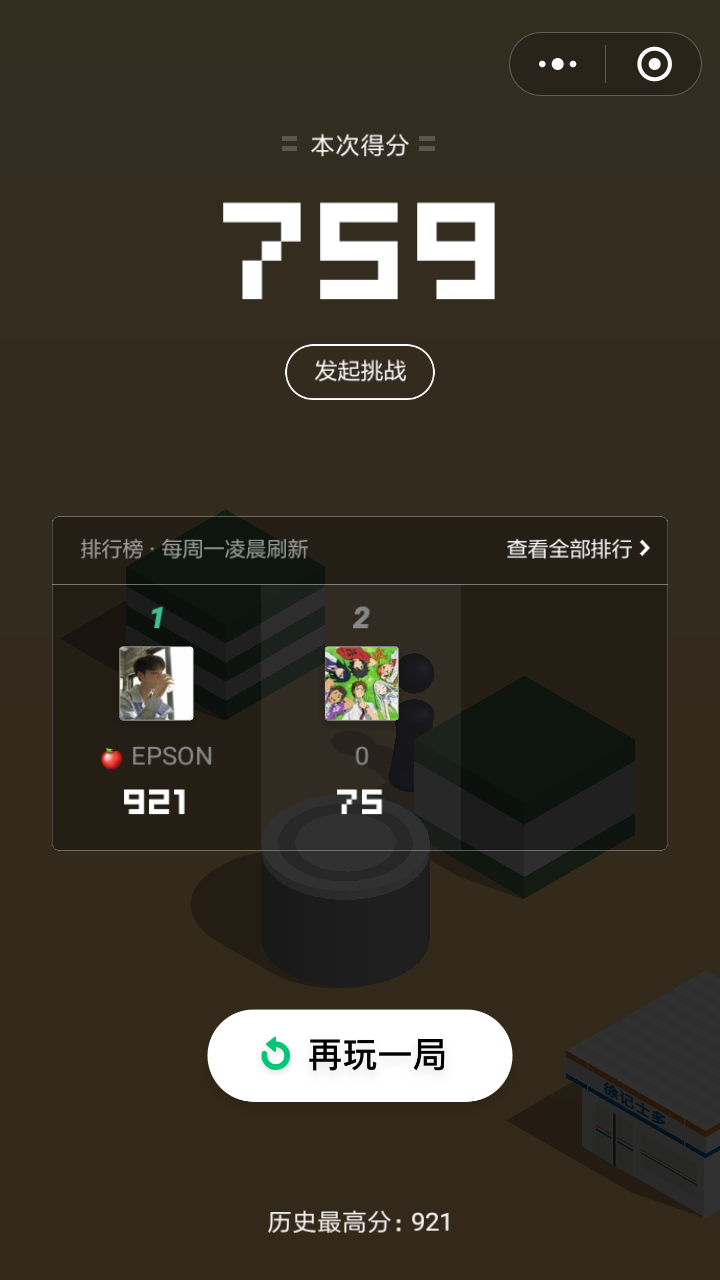 本次得分
759
发起挑战
排行榜 · 每周一凌晨刷新 查看全部排行
1 2
EPSON 0
921 75
再玩一局
徐记士多
历史最高分: 921